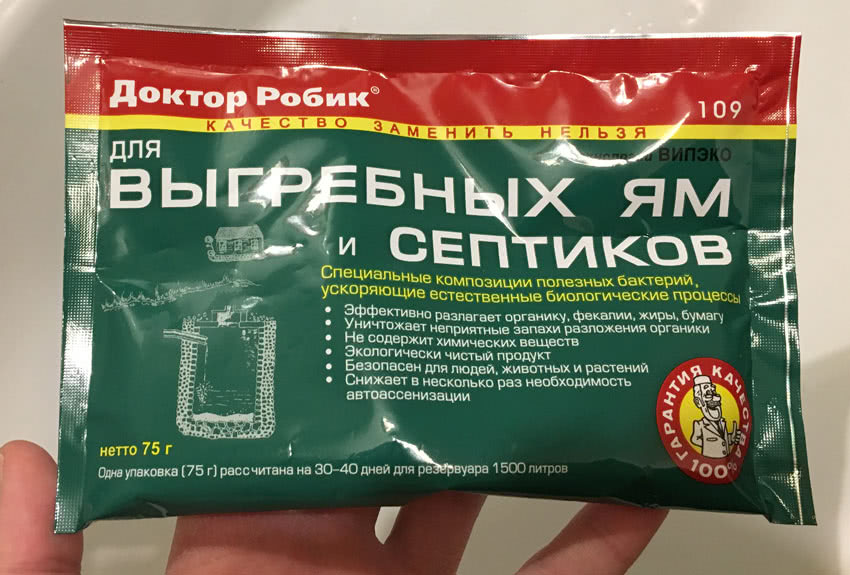 Доктор Робик®
109
КАЧЕСТВО ЗАМЕНИТЬ НЕЛЬЗЯ
ВИПЭКО
для
ВЫГРЕБНЫХ ЯМ
и СЕПТИКОВ
Специальные композиции полезных бактерий,
ускоряющие естественные биологические процессы
• Эффективно разлагает органику, фекалии, жиры, бумагу
• Уничтожает неприятные запахи разложения органики
• Не содержит химических веществ
• Экологически чистый продукт
• Безопасен для людей, животных и растений
• Снижает в несколько раз необходимость
автоассенизации
ГАРАНТИЯ КАЧЕСТВА
100%
нетто 75 г
Одна упаковка (75 г) рассчитана на 30–40 дней для резервуара 1500 литров